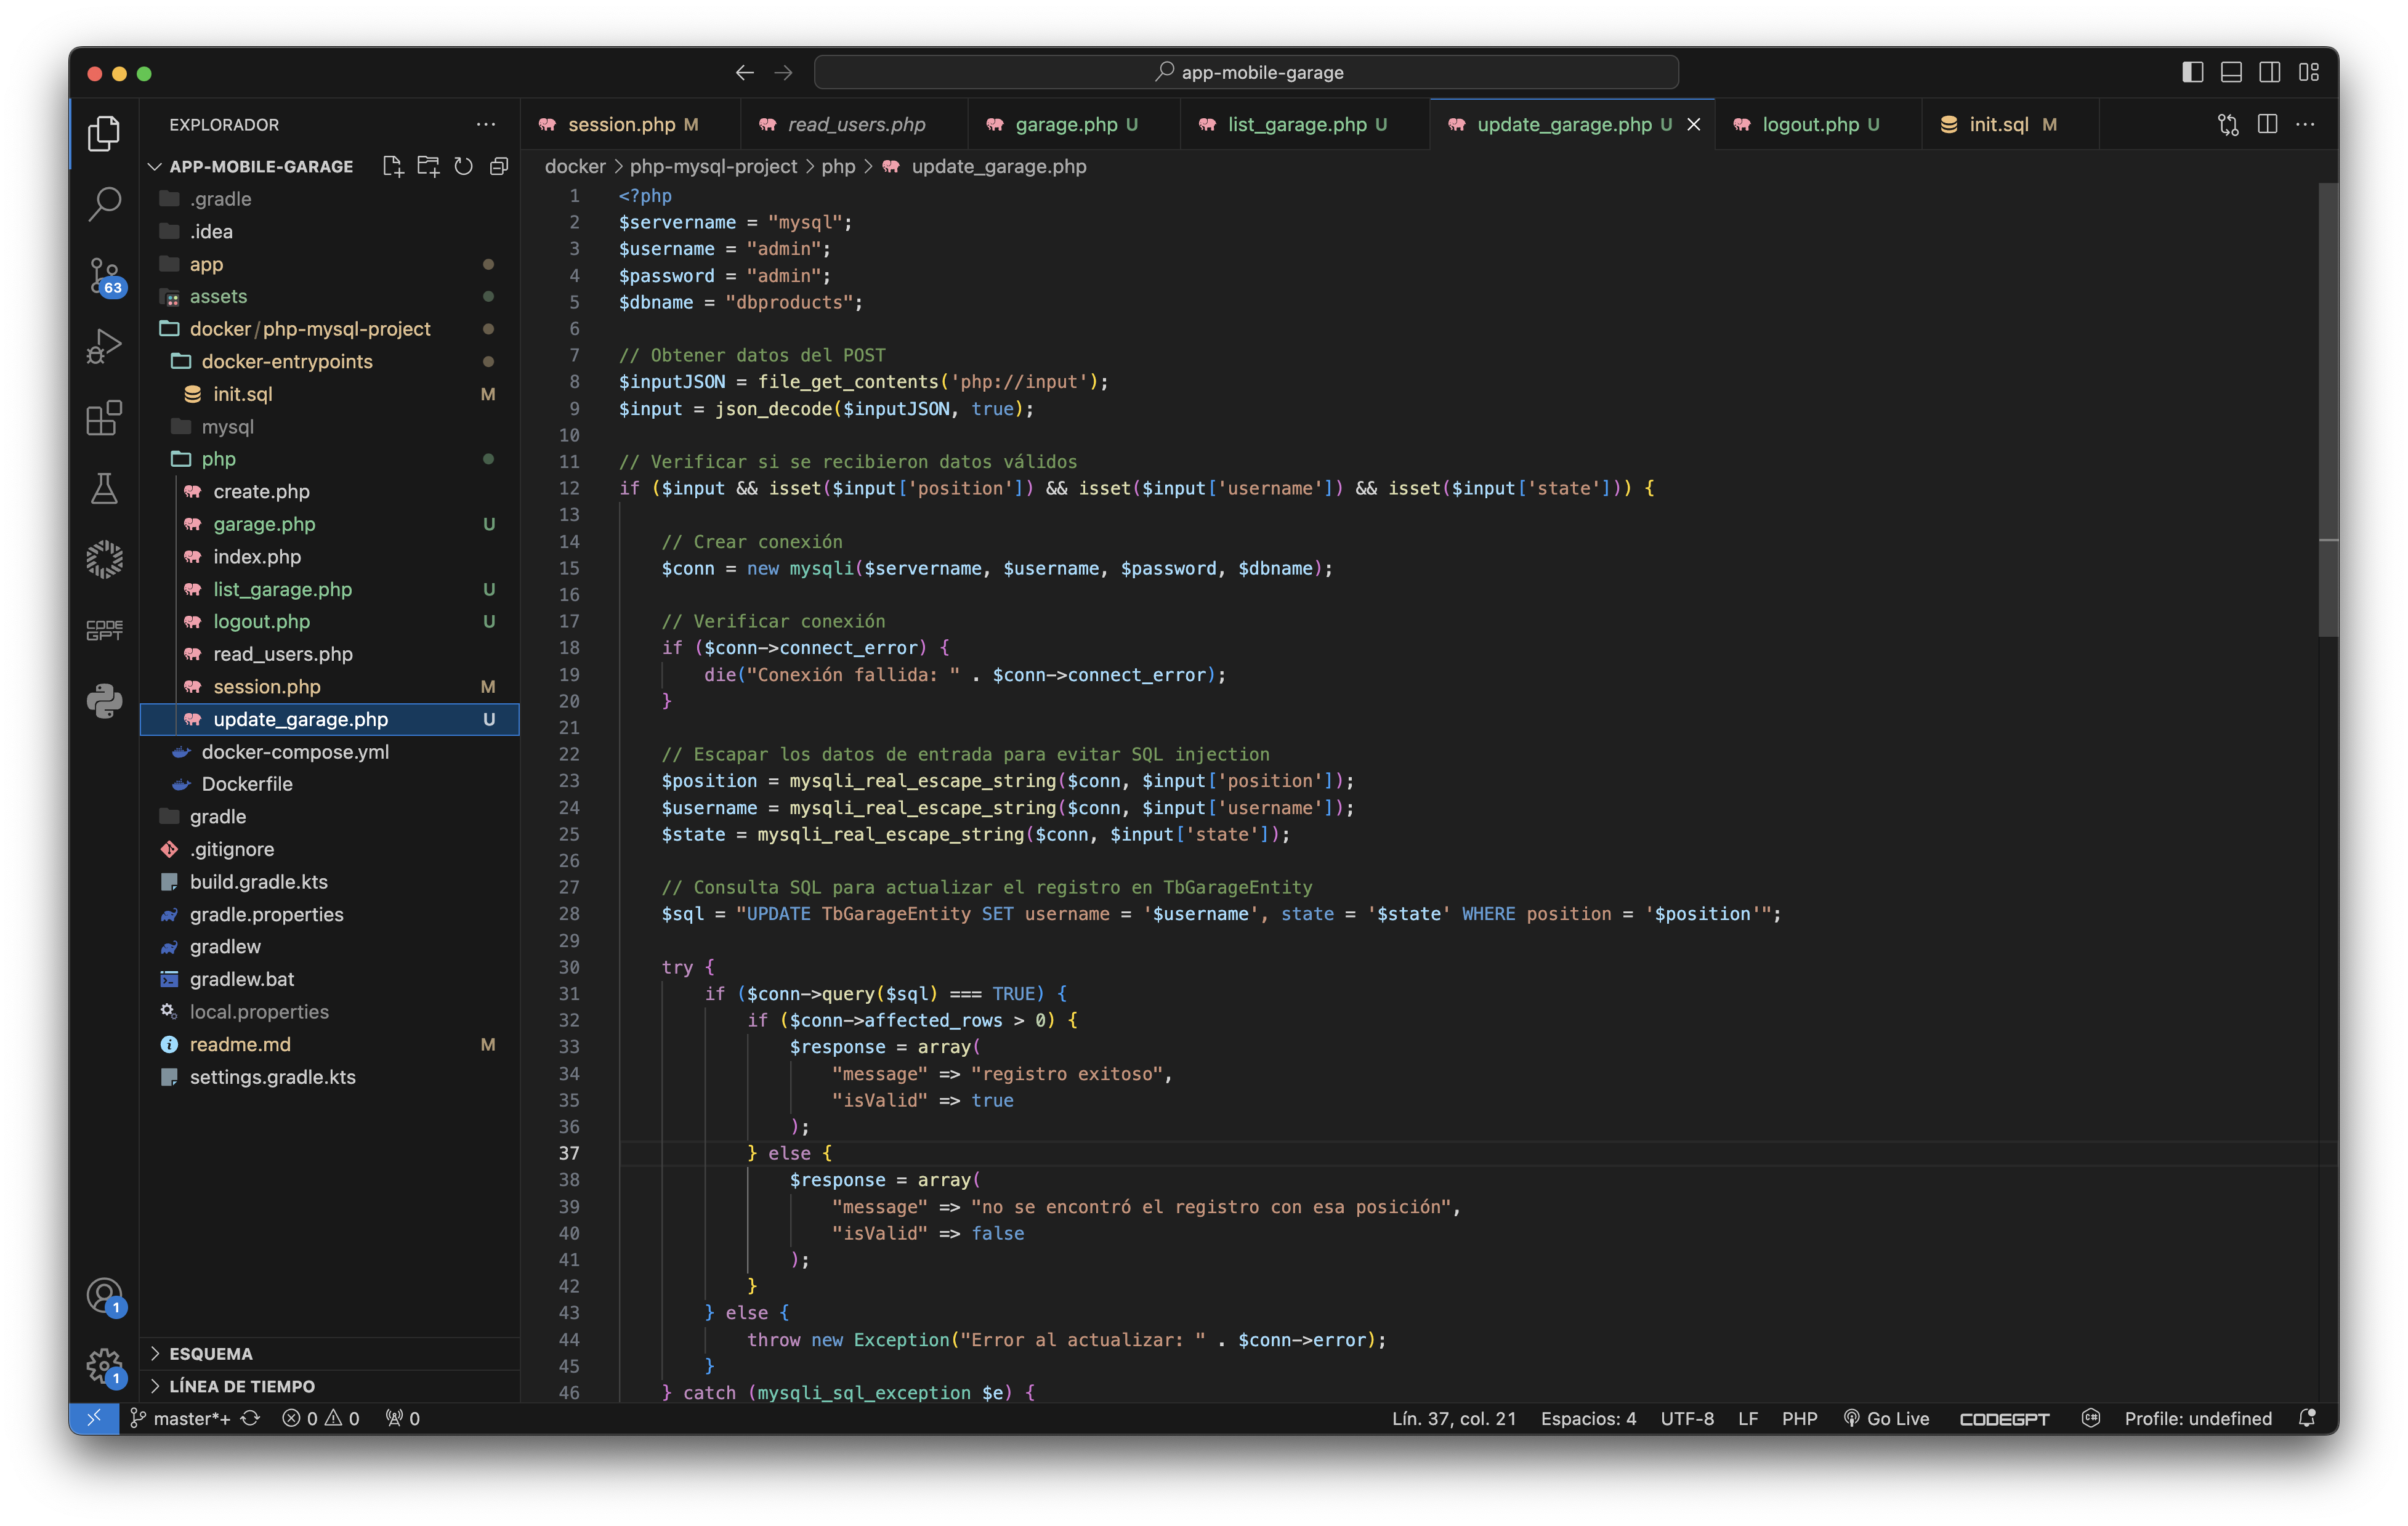 app-mobile-garage
EXPLORADOR
session.php M
read_users.php
garage.php U
list_garage.php U
update_garage.php U
logout.php U
init.sql M
APP-MOBILE-GARAGE
docker > php-mysql-project > php > update_garage.php
.gradle
.idea
app
assets
docker/php-mysql-project
docker-entrypoints
init.sql M
mysql
php
create.php
garage.php U
index.php
list_garage.php U
logout.php U
read_users.php
session.php M
update_garage.php U
docker-compose.yml
Dockerfile
gradle
.gitignore
build.gradle.kts
gradle.properties
gradlew
gradlew.bat
local.properties
readme.md M
settings.gradle.kts
ESQUEMA
LÍNEA DE TIEMPO
63
CODE
GPT
1
1
1 <?php
2 $servername = "mysql";
3 $username = "admin";
4 $password = "admin";
5 $dbname = "dbproducts";
6
7 // Obtener datos del POST
8 $inputJSON = file_get_contents('php://input');
9 $input = json_decode($inputJSON, true);
10
11 // Verificar si se recibieron datos válidos
12 if ($input && isset($input['position']) && isset($input['username']) && isset($input['state'])) {
13
14 // Crear conexión
15 $conn = new mysqli($servername, $username, $password, $dbname);
16
17 // Verificar conexión
18 if ($conn->connect_error) {
19 die("Conexión fallida: " . $conn->connect_error);
20 }
21
22 // Escapar los datos de entrada para evitar SQL injection
23 $position = mysqli_real_escape_string($conn, $input['position']);
24 $username = mysqli_real_escape_string($conn, $input['username']);
25 $state = mysqli_real_escape_string($conn, $input['state']);
26
27 // Consulta SQL para actualizar el registro en TbGarageEntity
28 $sql = "UPDATE TbGarageEntity SET username = '$username', state = '$state' WHERE position = '$position'";
29
30 try {
31 if ($conn->query($sql) === TRUE) {
32 if ($conn->affected_rows > 0) {
33 $response = array(
34 "message" => "registro exitoso",
35 "isValid" => true
36 );
37 } else {
38 $response = array(
39 "message" => "no se encontró el registro con esa posición",
40 "isValid" => false
41 );
42 }
43 } else {
44 throw new Exception("Error al actualizar: " . $conn->error);
45 }
46 } catch (mysqli_sql_exception $e) {
master*+ 0 0 0 Lín. 37, col. 21 Espacios: 4 UTF-8 LF PHP Go Live CODEGPT Profile: undefined